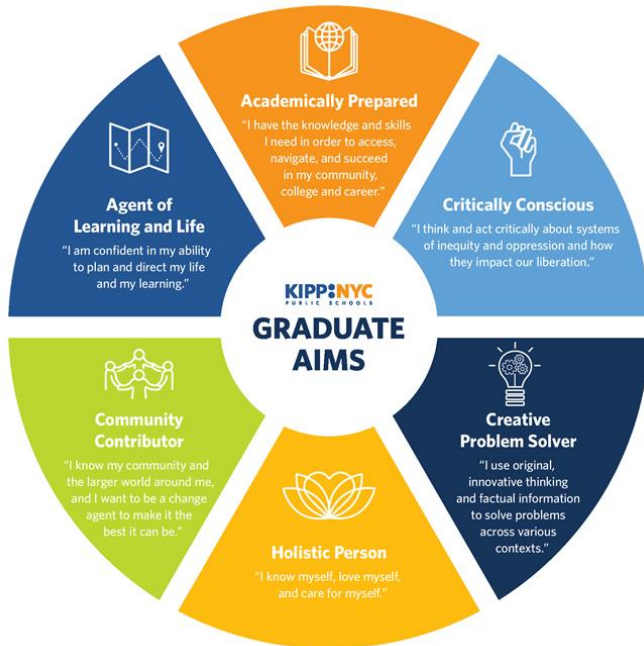 Academically Prepared
“I have the knowledge and skills
I need in order to access,
navigate, and succeed
in my community,
college and career.”
Critically Conscious
“I think and act critically about systems
of inequity and oppression and how
they impact our liberation.”
Creative
Problem Solver
“I use original,
innovative thinking
and factual information
to solve problems
across various
contexts.”
Holistic Person
“I know myself, love myself,
and care for myself.”
Community
Contributor
“I know my community and
the larger world around me,
and I want to be a change
agent to make it the
best it can be.”
Agent of
Learning and Life
“I am confident in my ability
to plan and direct my life
and my learning.”
KIPP:NYC
PUBLIC SCHOOLS
GRADUATE
AIMS